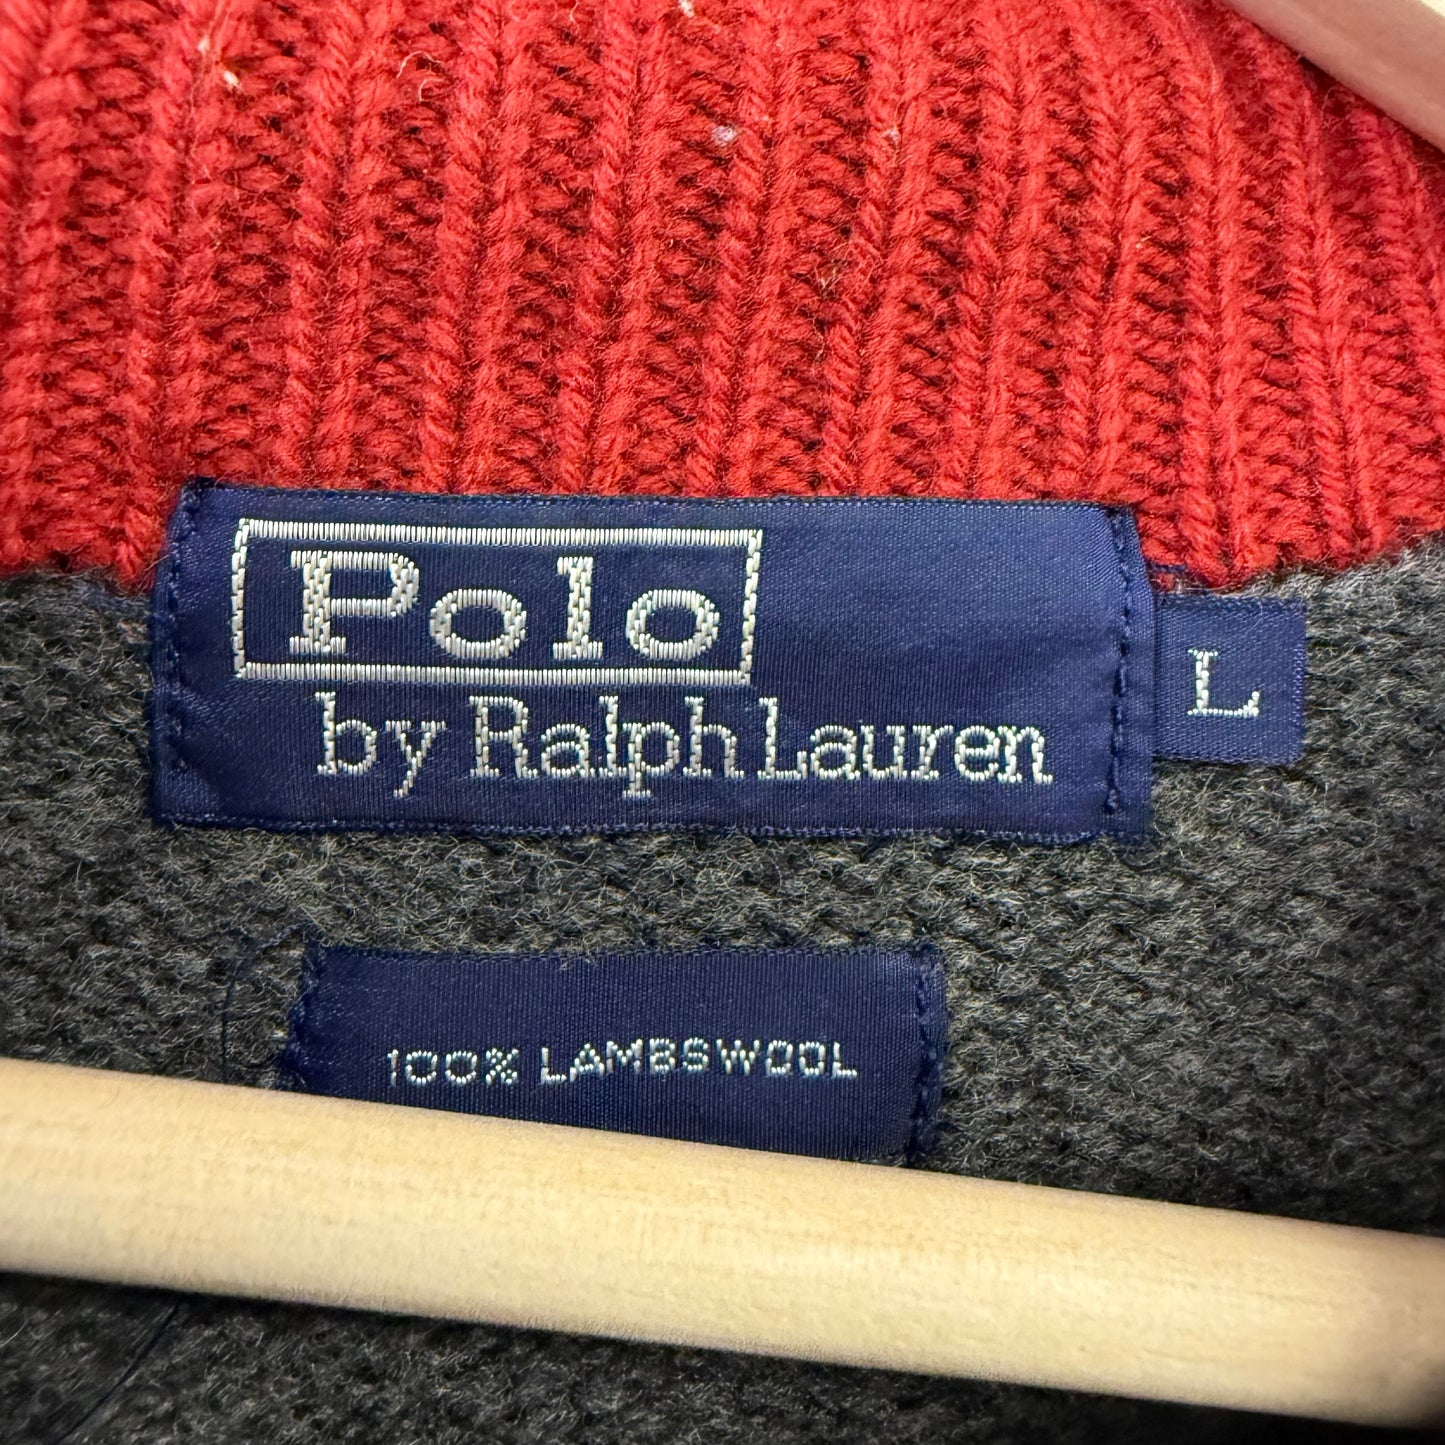 Polo
by Ralph Lauren
L
100% LAMBSWOOL